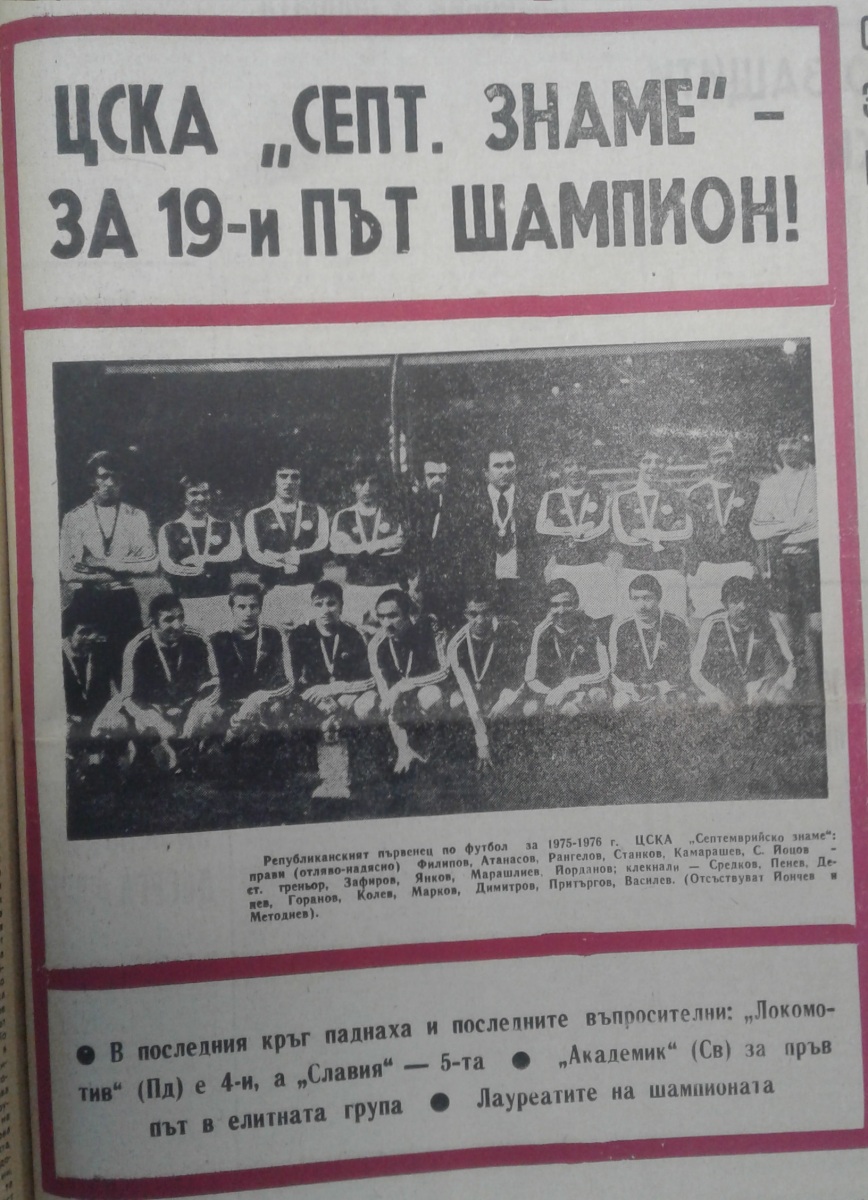 ЦСКА „СЕПТ. ЗНАМЕ“ –
ЗА 19-и ПЪТ ШАМПИОН!
Републиканският първенец по футбол за 1975-1976 г. ЦСКА „Септемврийско знаме“:
прави (отляво-надясно) Филипов, Атанасов, Рангелов, Станков, Камарашев, С. Йоцов –
ст. треньор, Зафиров, Янков, Марашлиев, Йорданов; клекнали — Средков, Пенев, Де-
нев, Горанов, Колев, Марков, Димитров, Притъргов, Василев. (Отсъствуват Йончев и
Методиев).
● В последния кръг паднаха и последните въпросителни: „Локомо-
тив“ (Пд) е 4-и, а „Славия“ — 5-та ● „Академик“ (Св) за пръв
път в елитната група ● Лауреатите на шампионата